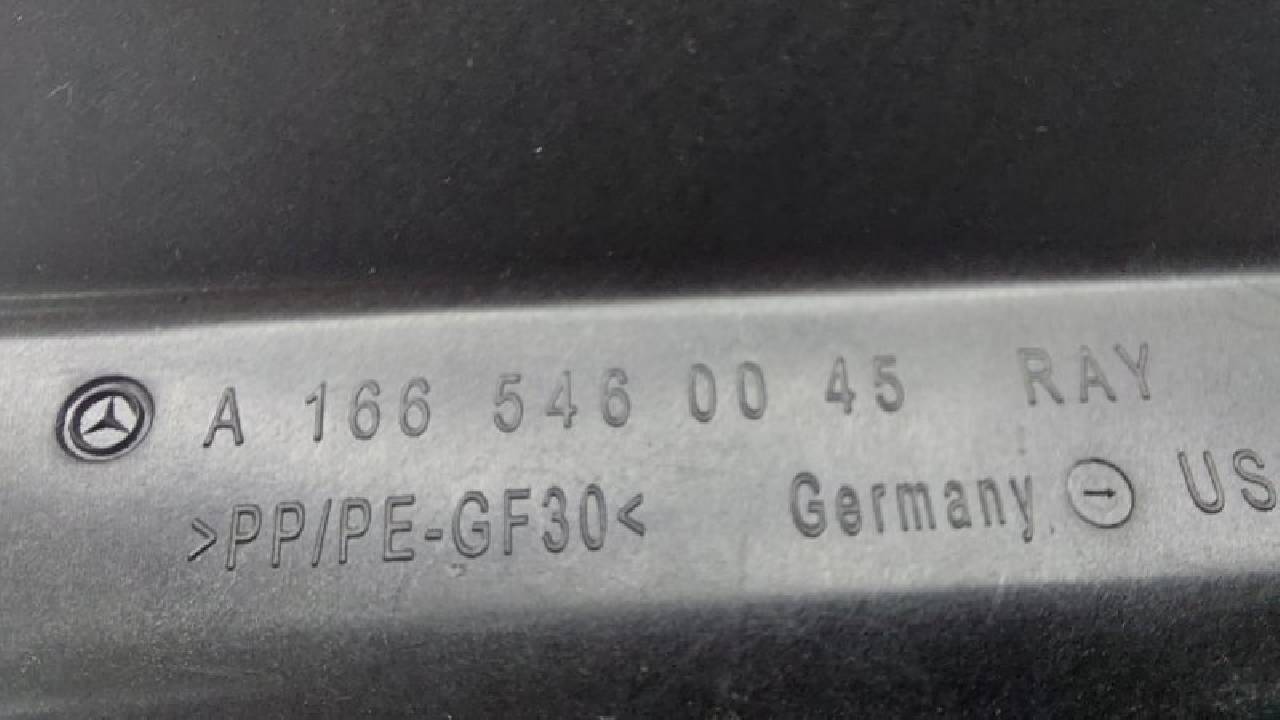 A 166 546 00 45 RAY
>PP/PE-GF30< Germany US